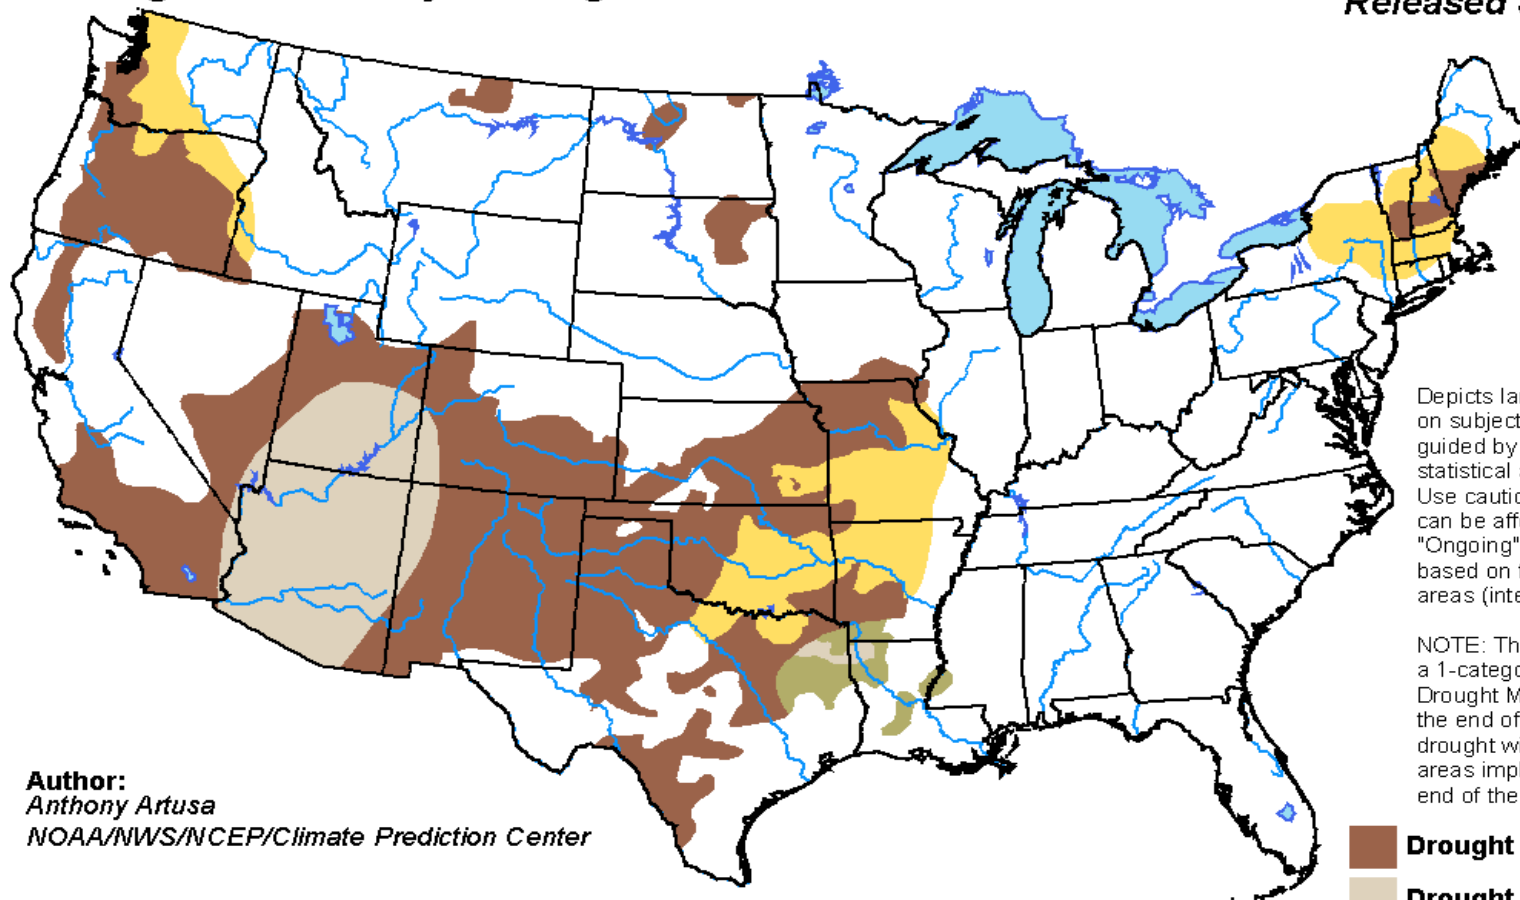 Released
Depicts la
on subject
guided by
statistical
Use cautio
can be affe
"Ongoing"
based on f
areas (inte
NOTE: Th
a 1-catego
Drought M
the end of
drought wi
areas impl
end of the
Author:
Anthony Artusa
NOAA/NWS/NCEP/Climate Prediction Center
Drought
Drought